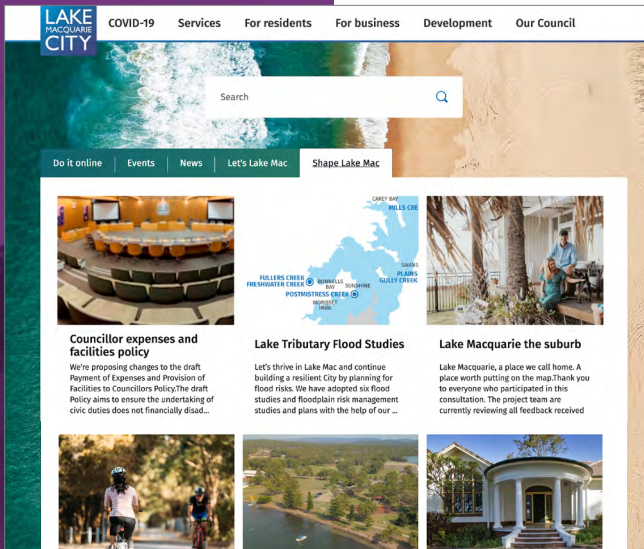 LAKE
MACQUARIE
CITY
COVID-19 Services For residents For business Development Our Council
Search
Do it online Events News Let's Lake Mac Shape Lake Mac
CAREY BAY
MILLS CRE
SWANS
PLAINS
GULLY CREEK
FULLERS CREEK
FRESHWATER CREEK
BONNELLS
BAY
SUNSHINE
POSTMISTRESS CREEK
MORISSET
PARK
Councillor expenses and
facilities policy
We're proposing changes to the draft
Payment of Expenses and Provision of
Facilities to Councillors Policy.The draft
Policy aims to ensure the undertaking of
civic duties does not financially disad...
Lake Tributary Flood Studies
Let's thrive in Lake Mac and continue
building a resilient City by planning for
flood risks. We have adopted six flood
studies and floodplain risk management
studies and plans with the help of our ...
Lake Macquarie the suburb
Lake Macquarie, a place we call home. A
place worth putting on the map.Thank you
to everyone who participated in this
consultation. The project team are
currently reviewing all feedback received